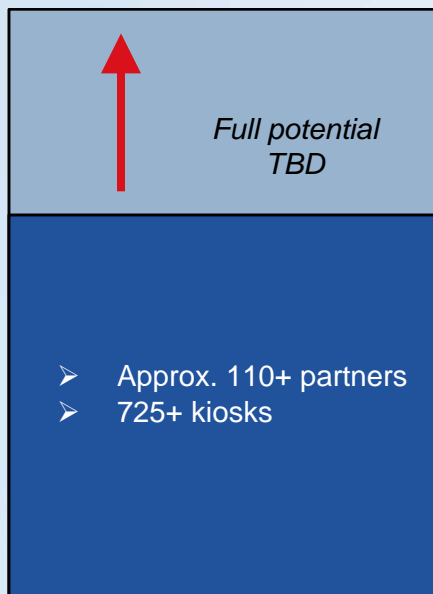 Full potential
TBD
➢ Approx. 110+ partners
➢ 725+ kiosks